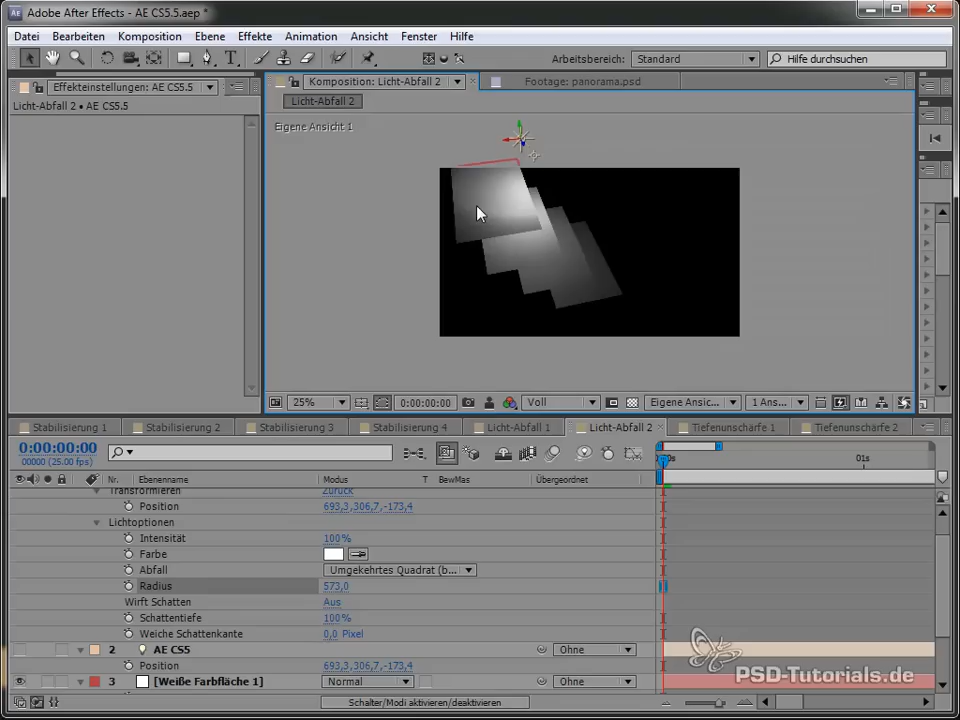 Adobe After Effects - AE CS5.5.aep *
Datei Bearbeiten Komposition Ebene Effekte Animation Ansicht Fenster Hilfe
Arbeitsbereich: Standard
Hilfe durchsuchen
Effekteinstellungen: AE CS5.5
Komposition: Licht-Abfall 2
Footage: panorama.psd
Licht-Abfall 2 • AE CS5.5
Licht-Abfall 2
Eigene Ansicht 1
25% 0:00:00:00 Voll Eigene Ansic... 1 Ans...
Stabilisierung 1 Stabilisierung 2 Stabilisierung 3 Stabilisierung 4 Licht-Abfall 1 Licht-Abfall 2 Tiefenunschärfe 1 Tiefenunschärfe 2
0:00:00:00
00000 (25.00 fps)
01s
Nr. Ebenenname Modus T BewMas Übergeordnet
Transformieren Zurück
Position 693,3,306,7,-173,4
Lichtoptionen
Intensität 100%
Farbe
Abfall Umgekehrtes Quadrat (b...
Radius 573,0
Wirft Schatten Aus
Schattentiefe 100%
Weiche Schattenkante 0,0 Pixel
2 AE CS5 Ohne
Position 693,3,306,7,-173,4
3 [Weiße Farbfläche 1] Normal Ohne
Schalter/Modi aktivieren/deaktivieren
PSD-Tutorials.de